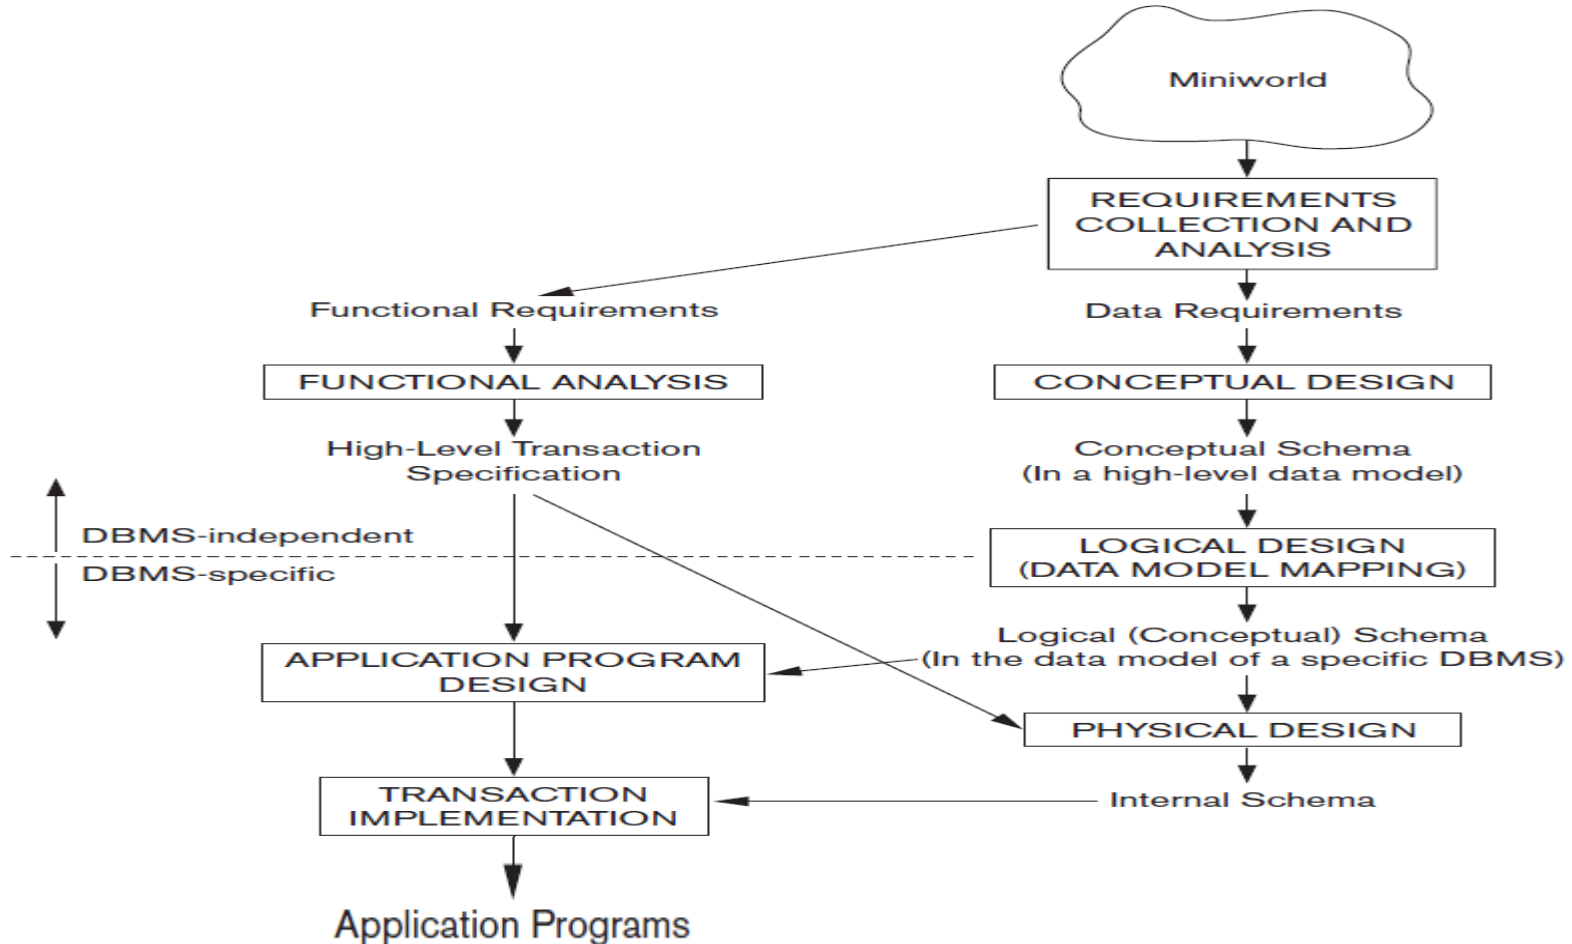 Miniworld
REQUIREMENTS
COLLECTION AND
ANALYSIS
Functional Requirements
Data Requirements
FUNCTIONAL ANALYSIS
CONCEPTUAL DESIGN
High-Level Transaction
Specification
Conceptual Schema
(In a high-level data model)
DBMS-independent
DBMS-specific
LOGICAL DESIGN
(DATA MODEL MAPPING)
Logical (Conceptual) Schema
(In the data model of a specific DBMS)
APPLICATION PROGRAM
DESIGN
PHYSICAL DESIGN
TRANSACTION
IMPLEMENTATION
Internal Schema
Application Programs